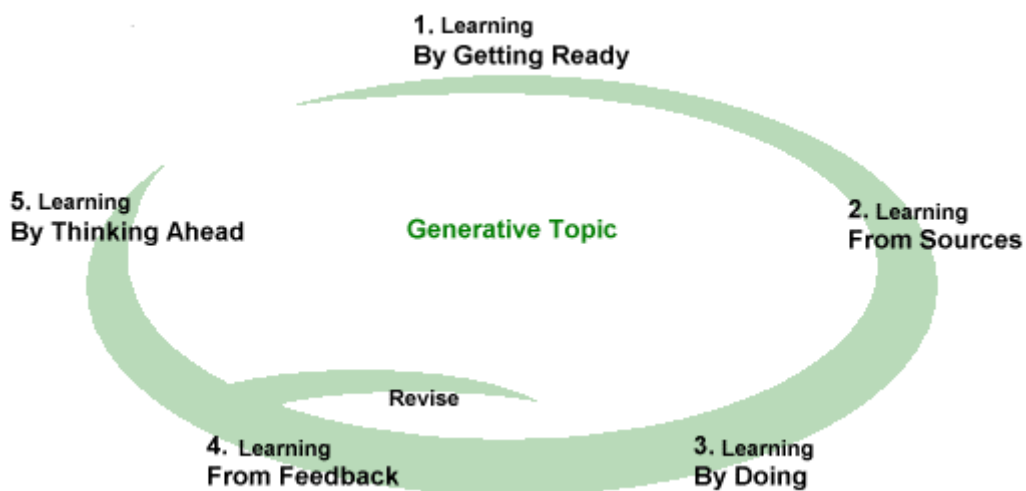 1. Learning
By Getting Ready
5. Learning
By Thinking Ahead
Generative Topic
2. Learning
From Sources
Revise
4. Learning
From Feedback
3. Learning
By Doing